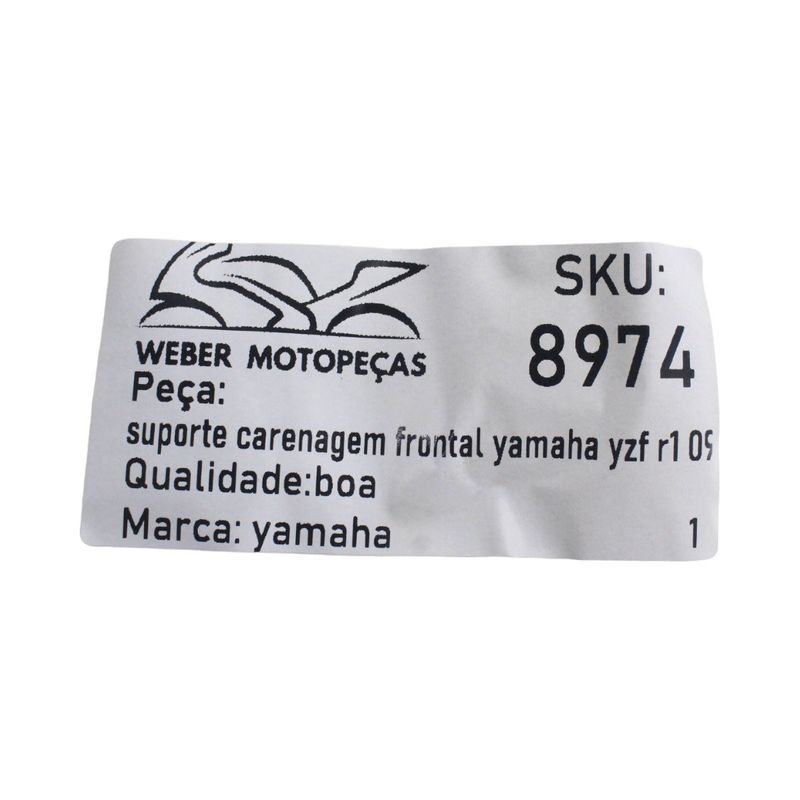 SKU:
8974
WEBER MOTOPEÇAS
Peça:
suporte carenagem frontal yamaha yzf r1 09
Qualidade:boa
Marca: yamaha 1